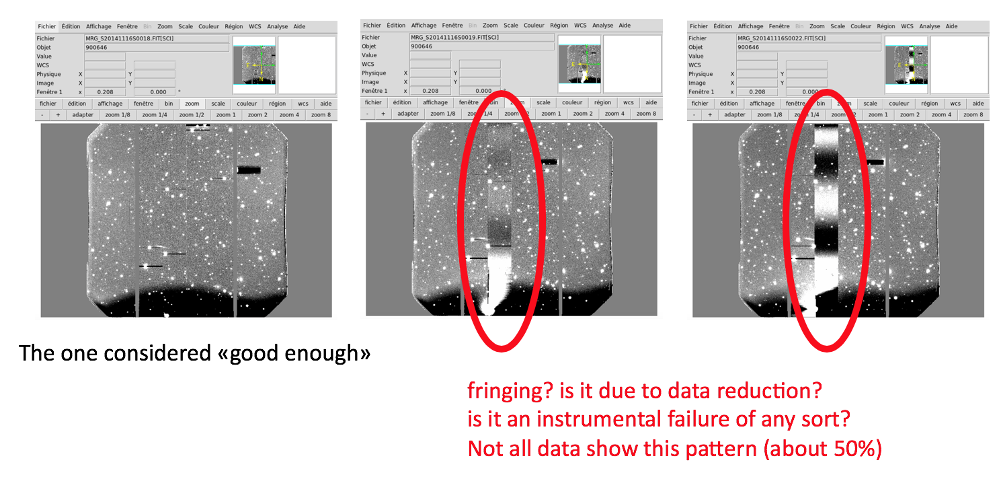 Fichier Édition Affichage Fenêtre Bin Zoom Scale Couleur Région WCS Analyse Aide
Fichier MRG_S20141116S0018.FIT[SCI]
Objet 900646
Value
WCS
Physique X Y
Image X Y
Fenêtre 1 x 0.208 0.000 °
fichier édition affichage fenêtre bin zoom scale couleur région wcs aide
- + adapter zoom 1/8 zoom 1/4 zoom 1/2 zoom 1 zoom 2 zoom 4 zoom 8
E
N
Fichier Édition Affichage Fenêtre Bin Zoom Scale Couleur Région WCS Analyse Aide
Fichier MRG_S20141116S0019.FIT[SCI]
Objet 900646
Value
WCS
Physique X Y
Image X Y
Fenêtre 1 x 0.208 0.000 °
fichier édition affichage fenêtre bin zoom scale couleur région wcs aide
- + adapter zoom 1/8 zoom 1/4 zoom 1/2 zoom 1 zoom 2 zoom 4 zoom 8
Fichier Édition Affichage Fenêtre Bin Zoom Scale Couleur Région WCS Analyse Aide
Fichier MRG_S20141116S0022.FIT[SCI]
Objet 900646
Value
WCS
Physique X Y
Image X Y
Fenêtre 1 x 0.208 0.000
fichier édition affichage fenêtre bin zoom scale couleur région wcs aide
- + adapter zoom 1/8 zoom 1/4 zoom 1/2 zoom 1 zoom 2 zoom 4 zoom 8
The one considered «good enough»
fringing? is it due to data reduction?
is it an instrumental failure of any sort?
Not all data show this pattern (about 50%)